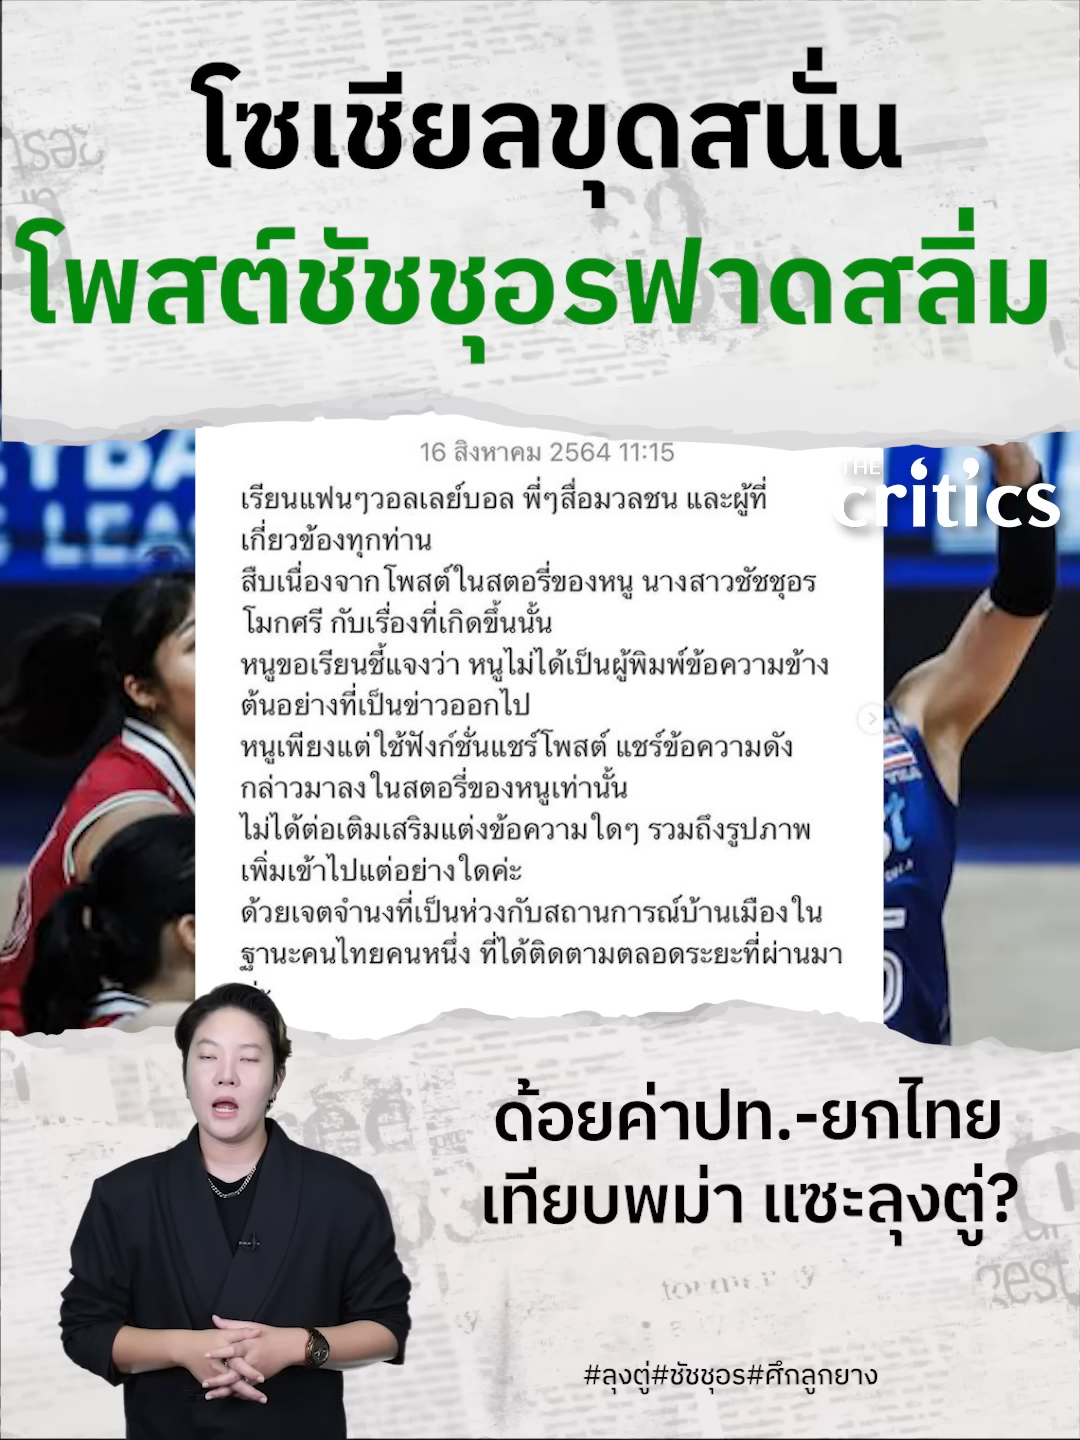 โซเชียลขุดสนั่น
โพสต์ชัชชุอรฟาดสลิ่ม
16 สิงหาคม 2564 11:15
THE
critics
เรียนแฟนๆวอลเลย์บอล พี่ๆสื่อมวลชน และผู้ที่
เกี่ยวข้องทุกท่าน
สืบเนื่องจากโพสต์ในสตอรี่ของหนู นางสาวชัชชุอร
โมกศรี กับเรื่องที่เกิดขึ้นนั้น
หนูขอเรียนชี้แจงว่า หนูไม่ได้เป็นผู้พิมพ์ข้อความข้าง
ต้นอย่างที่เป็นข่าวออกไป
หนูเพียงแต่ใช้ฟังก์ชั่นแชร์โพสต์ แชร์ข้อความดัง
กล่าวมาลงในสตอรี่ของหนูเท่านั้น
ไม่ได้ต่อเติมเสริมแต่งข้อความใดๆ รวมถึงรูปภาพ
เพิ่มเข้าไปแต่อย่างใดค่ะ
ด้วยเจตจำนงที่เป็นห่วงกับสถานการณ์บ้านเมืองใน
ฐานะคนไทยคนหนึ่ง ที่ได้ติดตามตลอดระยะที่ผ่านมา
ด้อยค่าปท.-ยกไทย
เทียบพม่า แซะลุงตู่?
#ลุงตู่#ชัชชุอร#ศึกลูกยาง